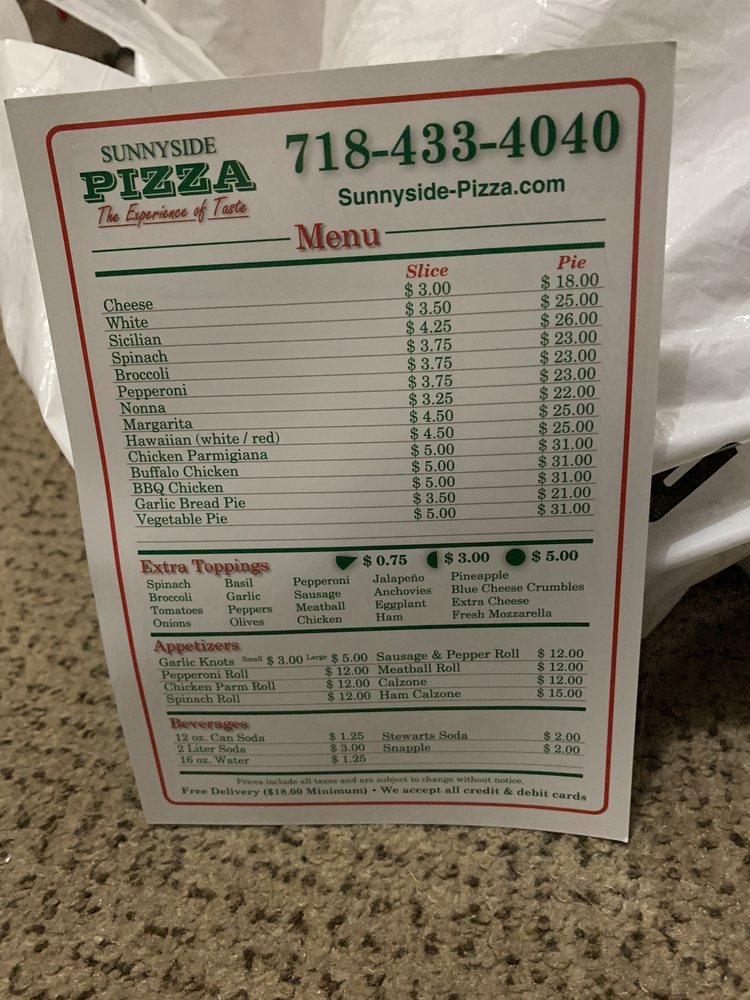 SUNNYSIDE
PIZZA
The Experience of Taste
718-433-4040
Sunnyside-Pizza.com
Menu
Slice Pie
Cheese $ 3.00 $ 18.00
White $ 3.50 $ 25.00
Sicilian $ 4.25 $ 26.00
Spinach $ 3.75 $ 23.00
Broccoli $ 3.75 $ 23.00
Pepperoni $ 3.75 $ 23.00
Nonna $ 3.25 $ 22.00
Margarita $ 4.50 $ 25.00
Hawaiian (white / red) $ 4.50 $ 25.00
Chicken Parmigiana $ 5.00 $ 31.00
Buffalo Chicken $ 5.00 $ 31.00
BBQ Chicken $ 5.00 $ 31.00
Garlic Bread Pie $ 3.50 $ 21.00
Vegetable Pie $ 5.00 $ 31.00
Extra Toppings $ 0.75 $ 3.00 $ 5.00
Spinach Basil Pepperoni Jalapeño Pineapple
Broccoli Garlic Sausage Anchovies Blue Cheese Crumbles
Tomatoes Peppers Meatball Eggplant Extra Cheese
Onions Olives Chicken Ham Fresh Mozzarella
Appetizers
Garlic Knots Small $ 3.00 Large $ 5.00 Sausage & Pepper Roll $ 12.00
Pepperoni Roll $ 12.00 Meatball Roll $ 12.00
Chicken Parm Roll $ 12.00 Calzone $ 12.00
Spinach Roll $ 12.00 Ham Calzone $ 15.00
Beverages
12 oz. Can Soda $ 1.25 Stewarts Soda $ 2.00
2 Liter Soda $ 3.00 Snapple $ 2.00
16 oz. Water $ 1.25
Prices include all taxes and are subject to change without notice.
Free Delivery ($18.00 Minimum) • We accept all credit & debit cards